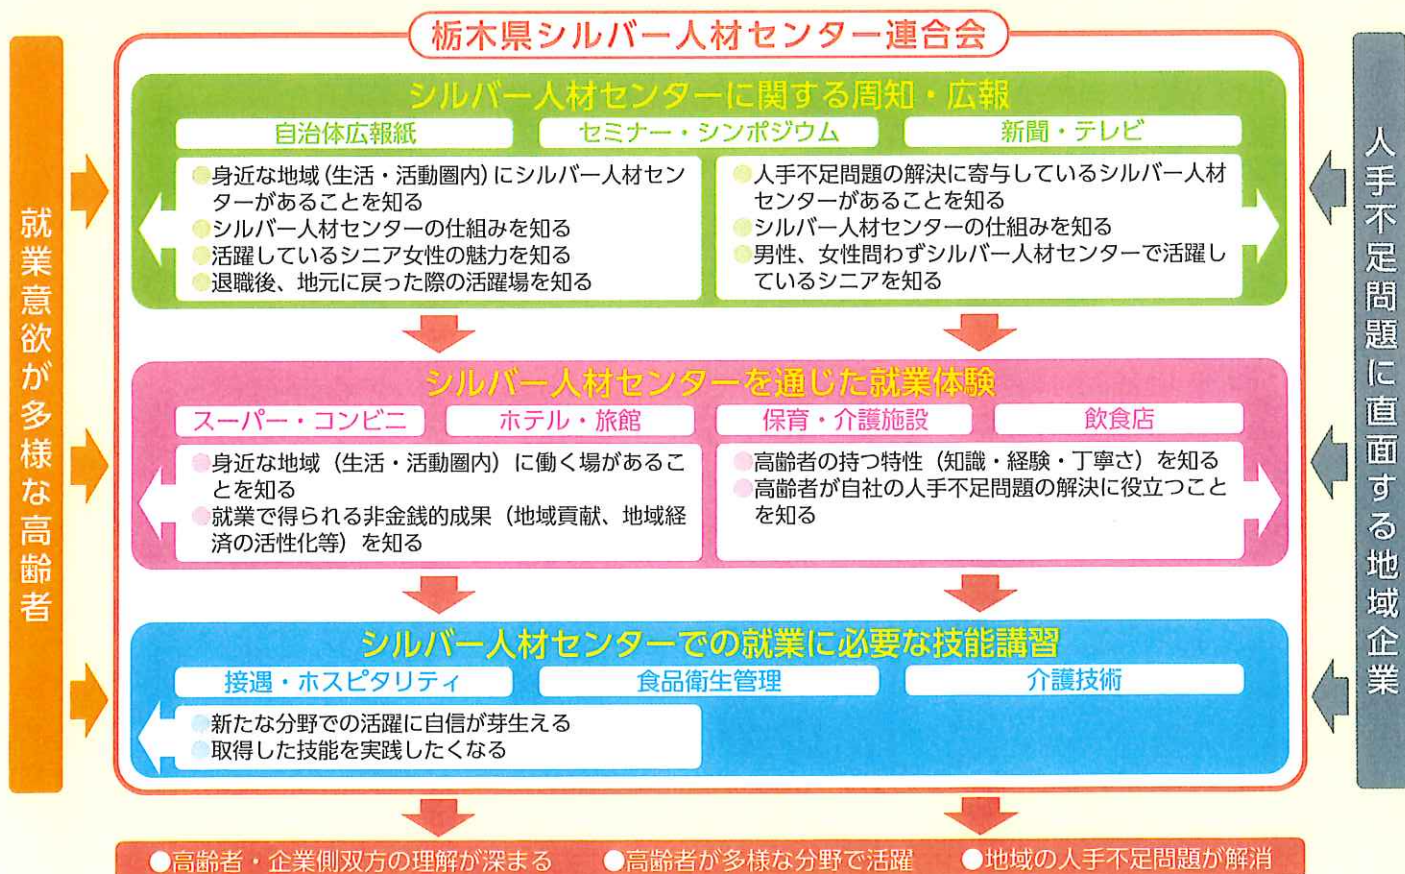 栃木県シルバー人材センター連合会
就業意欲が多様な高齢者
人手不足問題に直面する地域企業
シルバー人材センターに関する周知・広報
自治体広報紙
セミナー・シンポジウム
新聞・テレビ
●身近な地域(生活・活動圏内)にシルバー人材セン
ターがあることを知る
●シルバー人材センターの仕組みを知る
●活躍しているシニア女性の魅力を知る
●退職後、地元に戻った際の活躍場を知る
●人手不足問題の解決に寄与しているシルバー人材
センターがあることを知る
●シルバー人材センターの仕組みを知る
●男性、女性問わずシルバー人材センターで活躍し
ているシニアを知る
シルバー人材センターを通じた就業体験
スーパー・コンビニ
ホテル・旅館
保育・介護施設
飲食店
●身近な地域（生活・活動圏内）に働く場があるこ
とを知る
●就業で得られる非金銭的成果（地域貢献、地域経
済の活性化等）を知る
●高齢者の持つ特性（知識・経験・丁寧さ）を知る
●高齢者が自社の人手不足問題の解決に役立つこと
を知る
シルバー人材センターでの就業に必要な技能講習
接遇・ホスピタリティ
食品衛生管理
介護技術
●新たな分野での活躍に自信が芽生える
●取得した技能を実践したくなる
●高齢者・企業側双方の理解が深まる
●高齢者が多様な分野で活躍
●地域の人手不足問題が解消